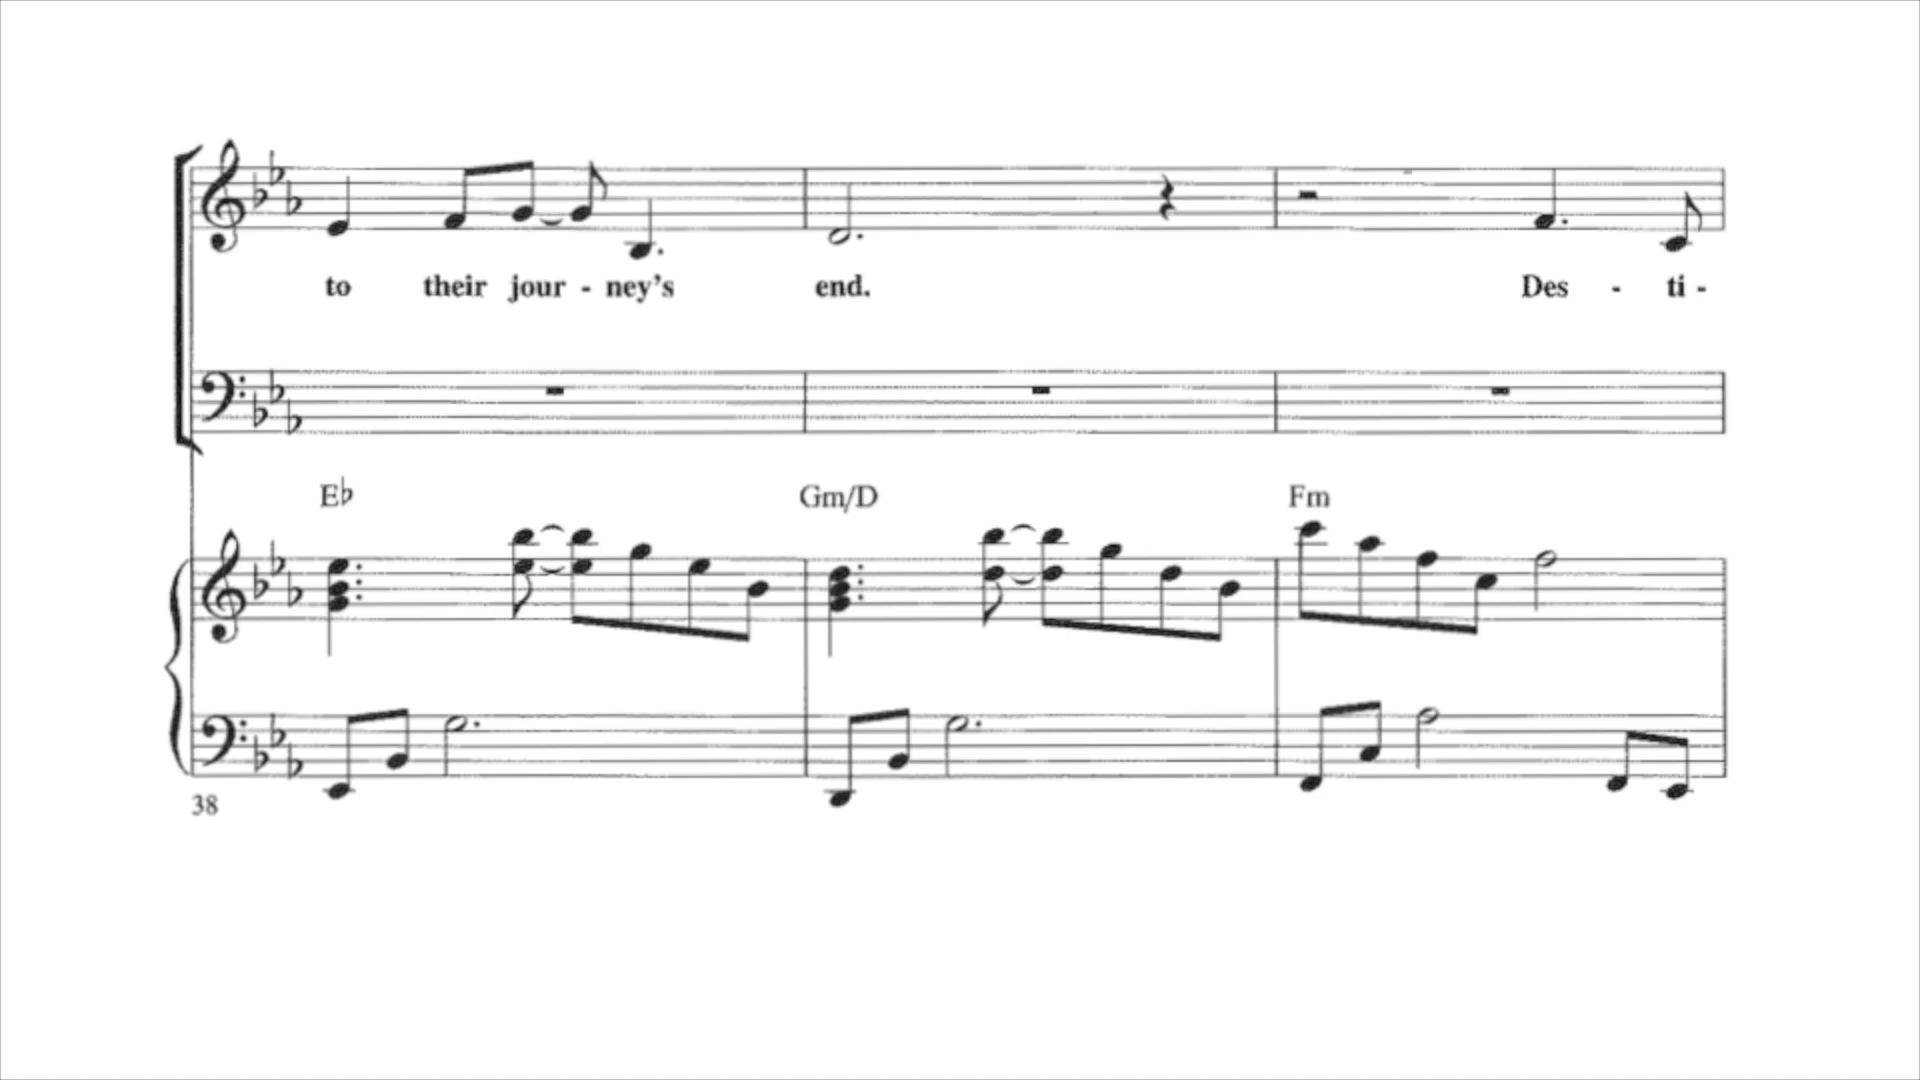 to their jour - ney's end. Des - ti -
E♭ Gm/D Fm
38